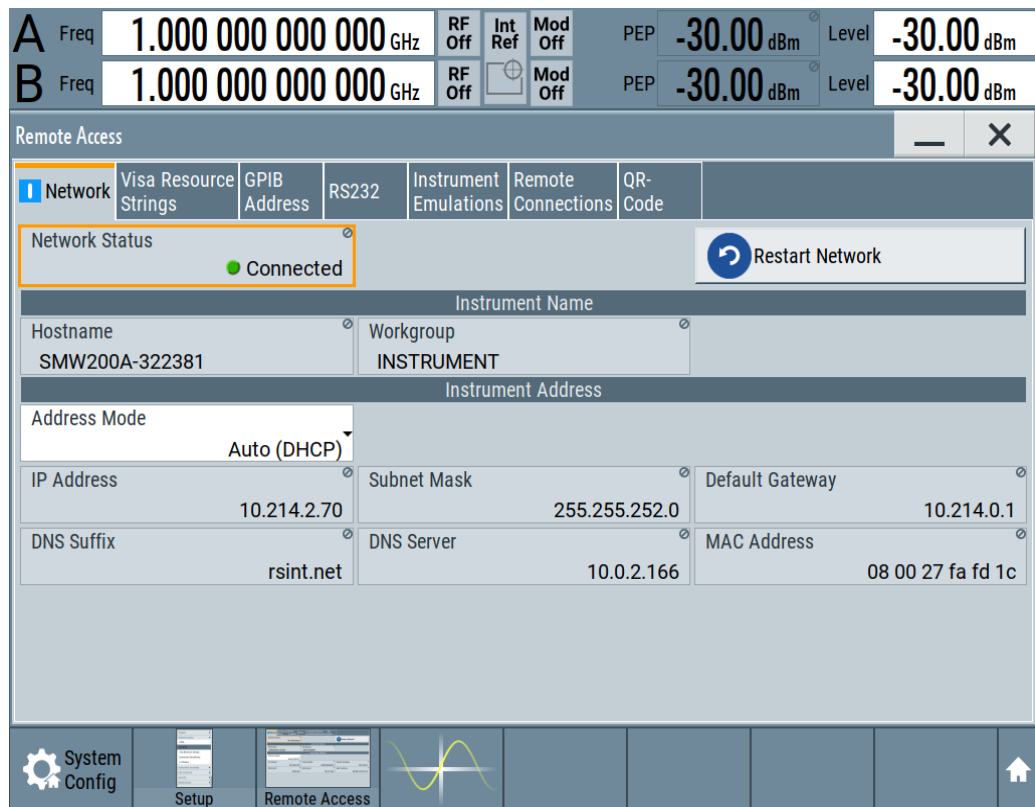 A Freq 1.000 000 000 000 GHz RF Off Int Ref Mod Off PEP -30.00 dBm Level -30.00 dBm
B Freq 1.000 000 000 000 GHz RF Off Mod Off PEP -30.00 dBm Level -30.00 dBm
Remote Access
Network Visa Resource Strings GPIB Address RS232 Instrument Emulations Remote Connections QR-Code
Network Status
Connected
Restart Network
Instrument Name
Hostname Workgroup
SMW200A-322381 INSTRUMENT
Instrument Address
Address Mode
Auto (DHCP)
IP Address Subnet Mask Default Gateway
10.214.2.70 255.255.252.0 10.214.0.1
DNS Suffix DNS Server MAC Address
rsint.net 10.0.2.166 08 00 27 fa fd 1c
System Config
Setup Remote Access